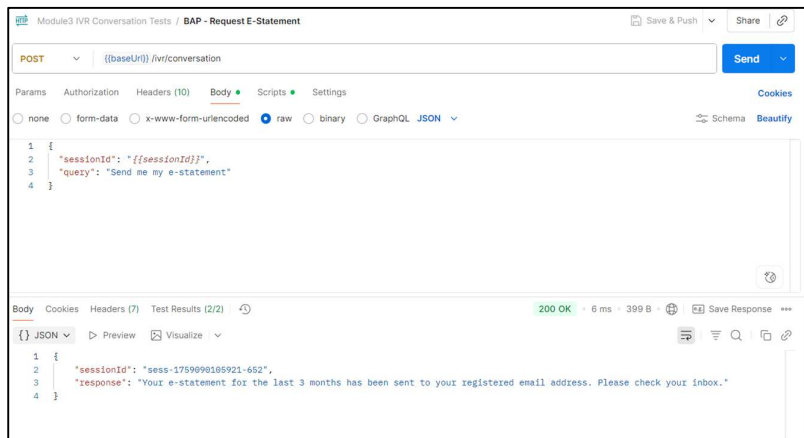 HTTP Module3 IVR Conversation Tests / BAP - Request E-Statement Save & Push Share
POST {{baseUrl}} /ivr/conversation Send
Params Authorization Headers (10) Body Scripts Settings Cookies
none form-data x-www-form-urlencoded raw binary GraphQL JSON Schema Beautify
1 {
2 "sessionId": "{{sessionId}}",
3 "query": "Send me my e-statement"
4 }
Body Cookies Headers (7) Test Results (2/2) 200 OK 6 ms 399 B e.g. Save Response
{} JSON Preview Visualize
1 {
2 "sessionId": "sess-1759090105921-652",
3 "response": "Your e-statement for the last 3 months has been sent to your registered email address. Please check your inbox."
4 }